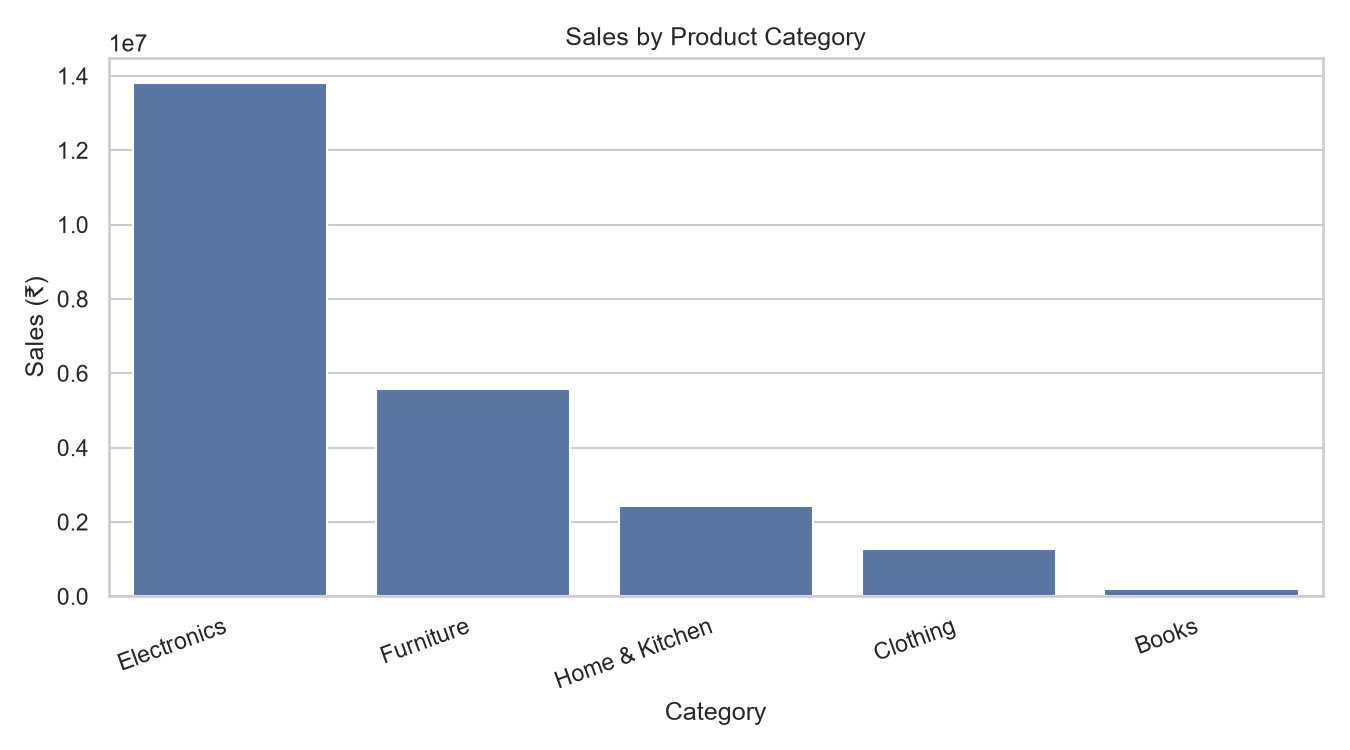 Sales by Product Category
1e7
1.4
1.2
1.0
0.8
0.6
0.4
0.2
0.0
Sales (₹)
Electronics
Furniture
Home & Kitchen
Clothing
Books
Category